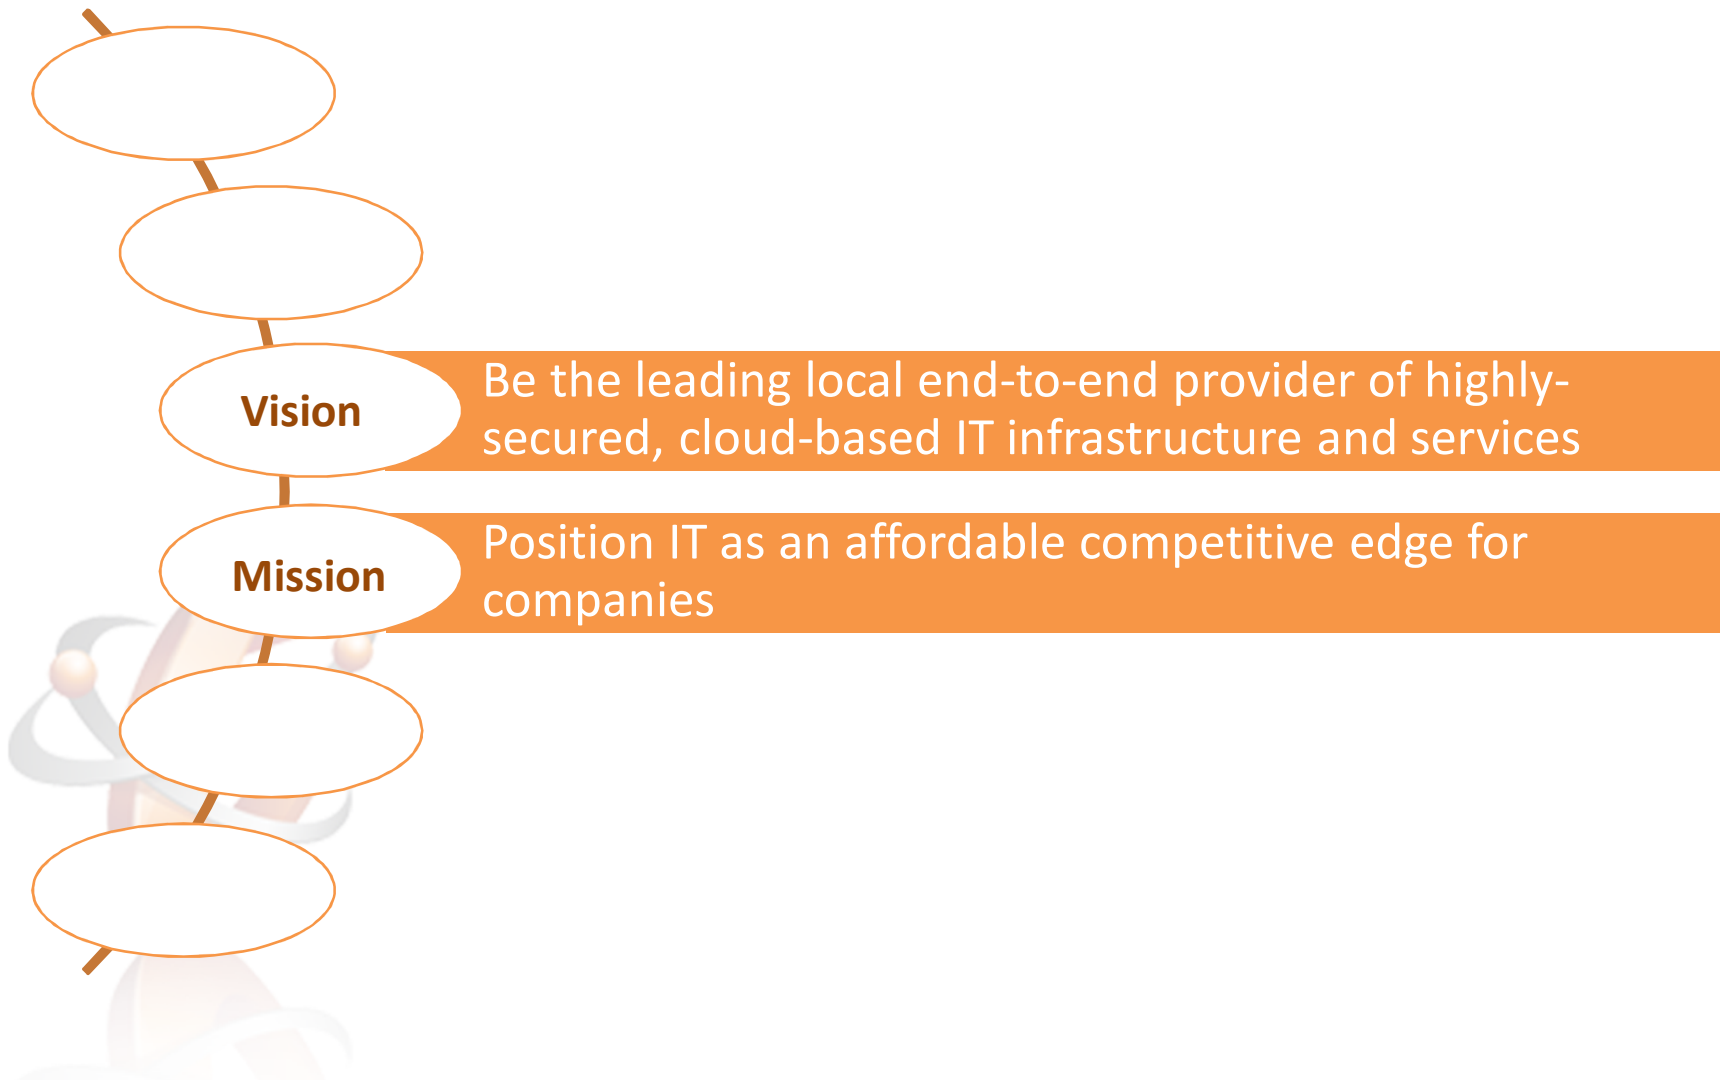 Vision
Be the leading local end-to-end provider of highly-
secured, cloud-based IT infrastructure and services
Mission
Position IT as an affordable competitive edge for
companies